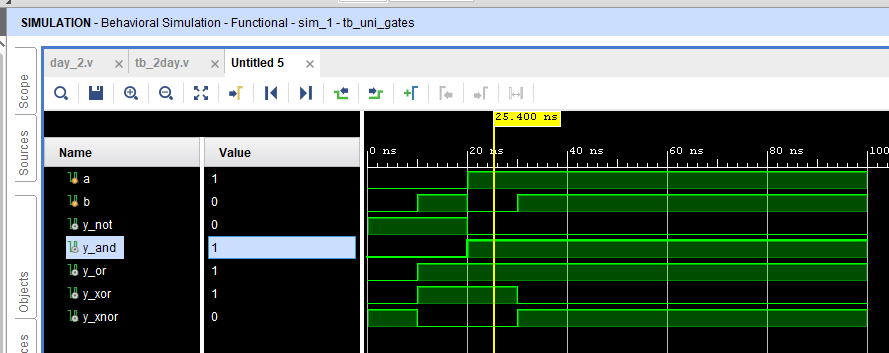 SIMULATION - Behavioral Simulation - Functional - sim_1 - tb_uni_gates
day_2.v
tb_2day.v
Untitled 5
Scope
Sources
Objects
25.400 ns
Name
Value
0 ns
20 ns
40 ns
60 ns
80 ns
100
a
1
b
0
y_not
0
y_and
1
y_or
1
y_xor
1
y_xnor
0